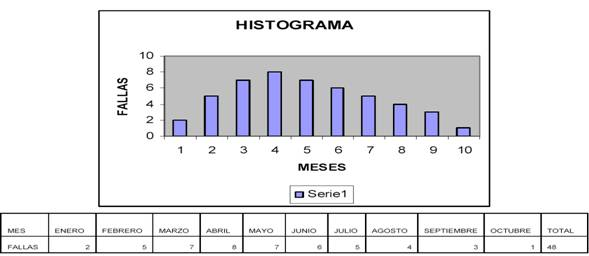 HISTOGRAMA
10
8
6
4
2
0
FALLAS
1 2 3 4 5 6 7 8 9 10
MESES
Serie1
MES ENERO FEBRERO MARZO ABRIL MAYO JUNIO JULIO AGOSTO SEPTIEMBRE OCTUBRE TOTAL
FALLAS 2 5 7 8 7 6 5 4 3 1 48